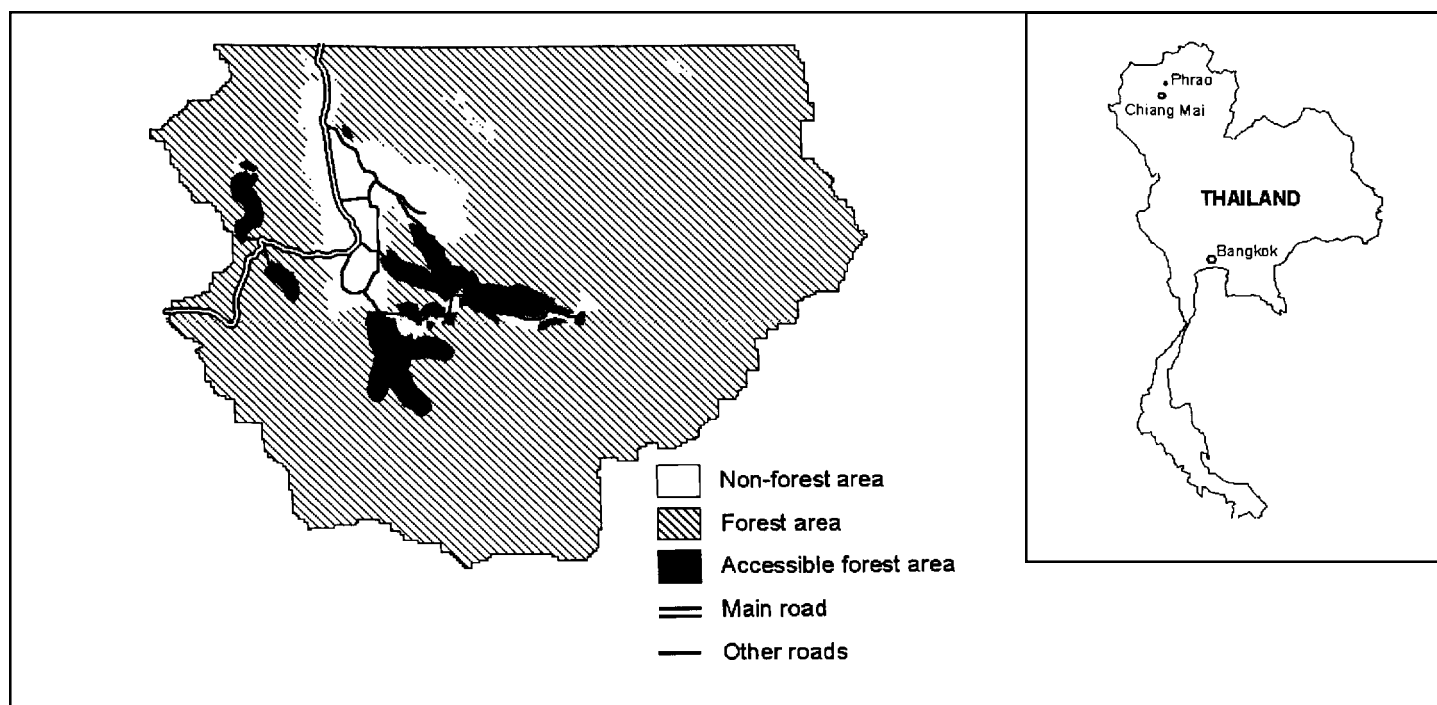 Non-forest area
Forest area
Accessible forest area
Main road
Other roads
Phrao
Chiang Mai
THAILAND
Bangkok